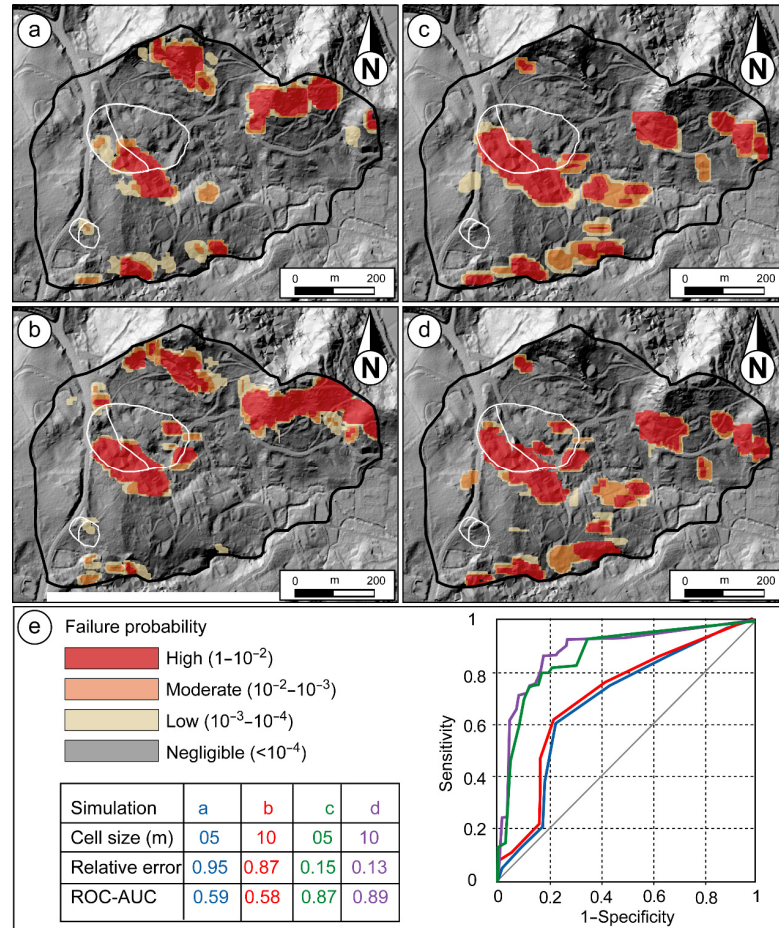 a
N
0 m 200
c
N
0 m 200
b
N
0 m 200
d
N
0 m 200
e
Failure probability
High (1–10⁻²)
Moderate (10⁻²–10⁻³)
Low (10⁻³–10⁻⁴)
Negligible (<10⁻⁴)
Simulation a b c d
Cell size (m) 05 10 05 10
Relative error 0.95 0.87 0.15 0.13
ROC-AUC 0.59 0.58 0.87 0.89
Sensitivity
1
0.8
0.6
0.4
0.2
0 0.2 0.4 0.6 0.8 1
1–Specificity